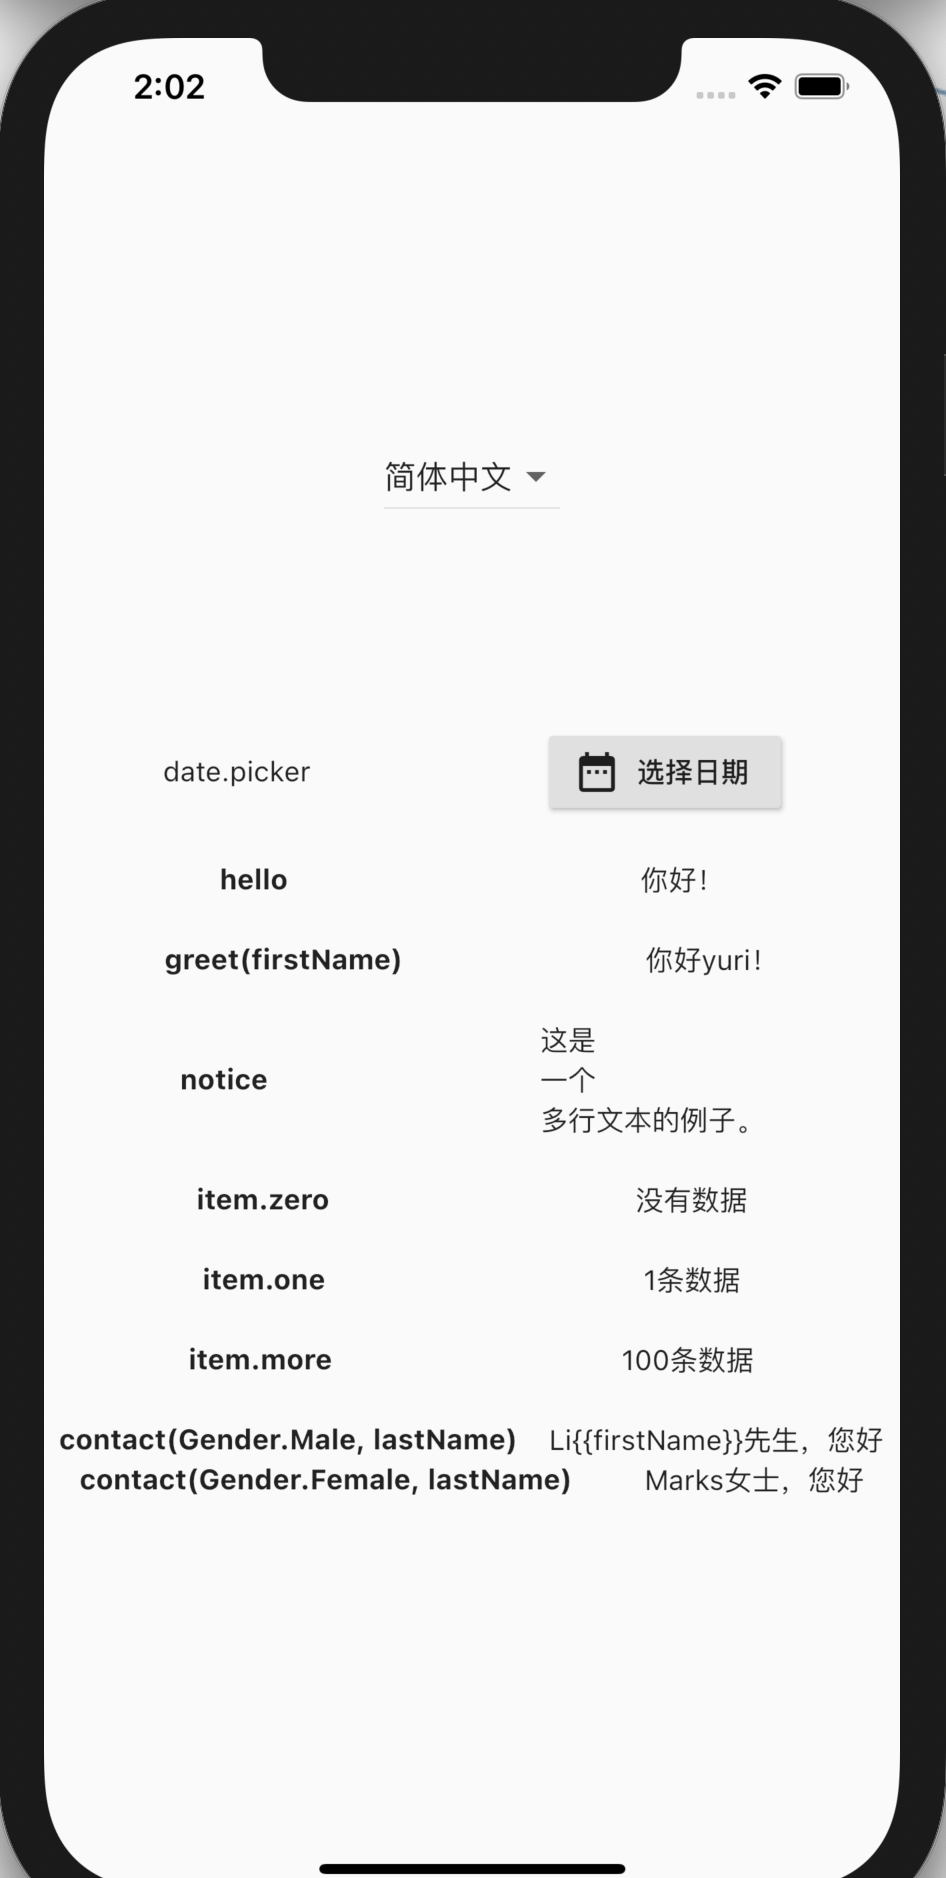 2:02
简体中文
date.picker 选择日期
hello 你好！
greet(firstName) 你好yuri！
这是
notice 一个
多行文本的例子。
item.zero 没有数据
item.one 1条数据
item.more 100条数据
contact(Gender.Male, lastName) Li{{firstName}}先生，您好
contact(Gender.Female, lastName) Marks女士，您好